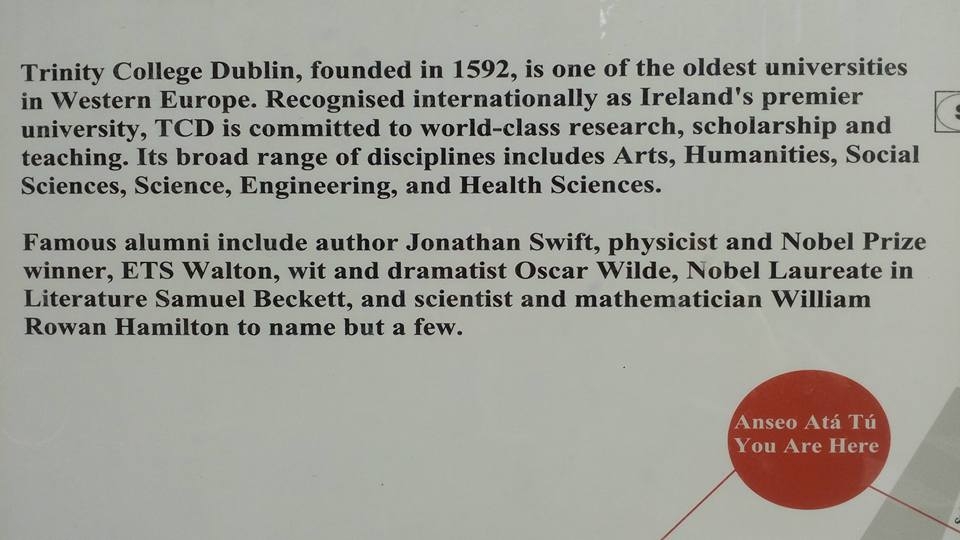 Trinity College Dublin, founded in 1592, is one of the oldest universities
in Western Europe. Recognised internationally as Ireland's premier
university, TCD is committed to world-class research, scholarship and
teaching. Its broad range of disciplines includes Arts, Humanities, Social
Sciences, Science, Engineering, and Health Sciences.
Famous alumni include author Jonathan Swift, physicist and Nobel Prize
winner, ETS Walton, wit and dramatist Oscar Wilde, Nobel Laureate in
Literature Samuel Beckett, and scientist and mathematician William
Rowan Hamilton to name but a few.
Anseo Atá Tú
You Are Here